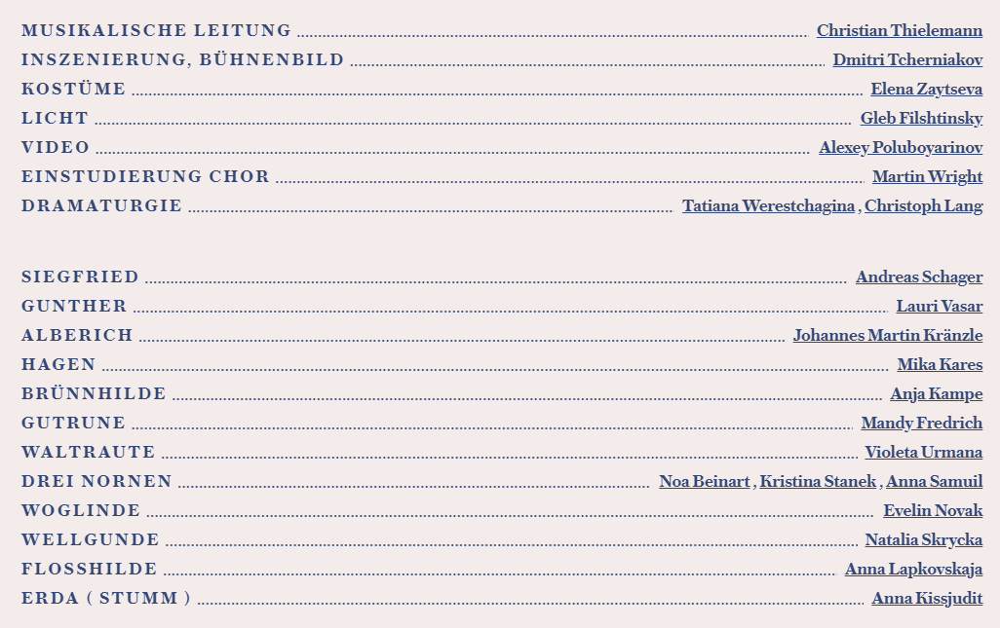 MUSIKALISCHE LEITUNG Christian Thielemann
INSZENIERUNG, BÜHNENBILD Dmitri Tcherniakov
KOSTÜME Elena Zaytseva
LICHT Gleb Filshtinsky
VIDEO Alexey Poluboyarinov
EINSTUDIERUNG CHOR Martin Wright
DRAMATURGIE Tatiana Werestchagina , Christoph Lang
SIEGFRIED Andreas Schager
GUNTHER Lauri Vasar
ALBERICH Johannes Martin Kränzle
HAGEN Mika Kares
BRÜNNHILDE Anja Kampe
GUTRUNE Mandy Fredrich
WALTRAUTE Violeta Urmana
DREI NORNEN Noa Beinart , Kristina Stanek , Anna Samuil
WOGLINDE Evelin Novak
WELLGUNDE Natalia Skrycka
FLOSSHILDE Anna Lapkovskaja
ERDA ( STUMM ) Anna Kissjudit